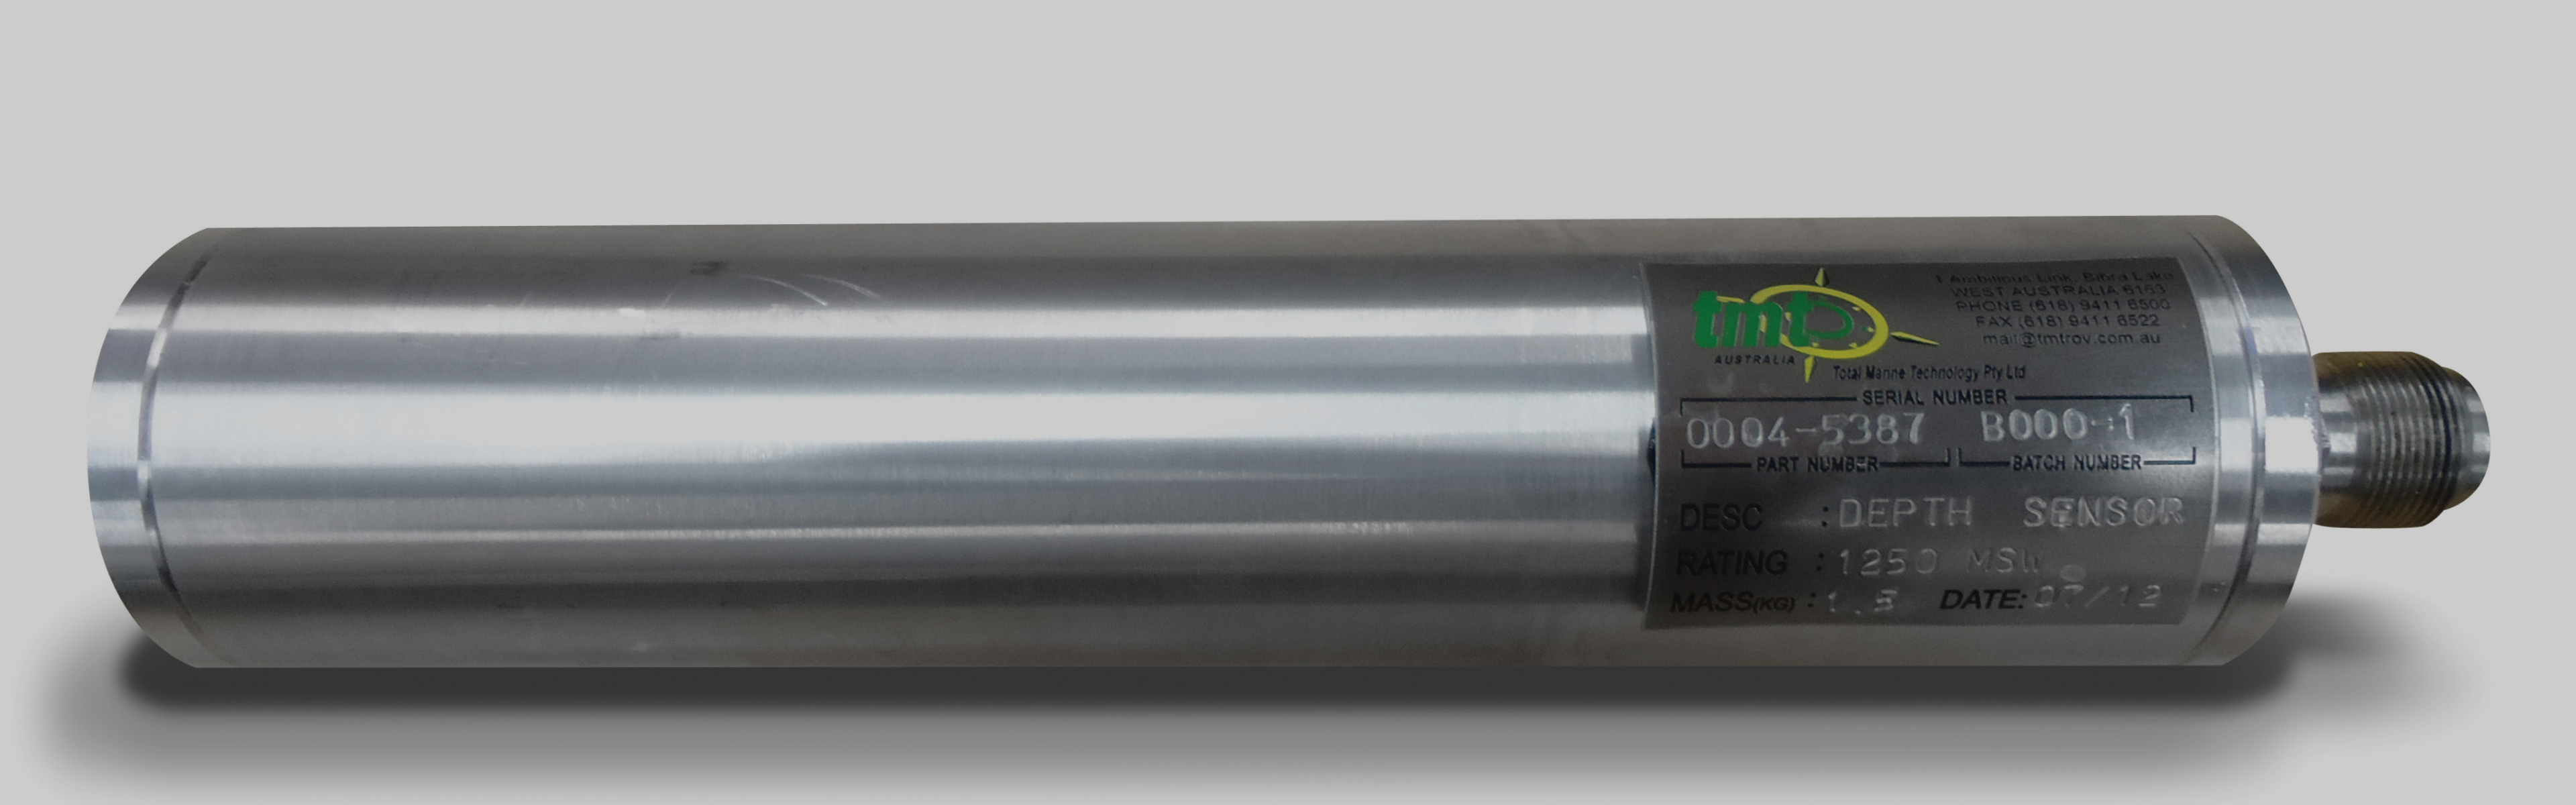 tmt
AUSTRALIA
1 Ambitious Link, Bibra Lake
WEST AUSTRALIA 6163
PHONE (618) 9411 6500
FAX (618) 9411 6522
mail@tmtrov.com.au
Total Marine Technology Pty Ltd
SERIAL NUMBER
0004-5387 B000-1
PART NUMBER BATCH NUMBER
DESC :DEPTH SENSOR
RATING :1250 MSW
MASS(KG) :1.5 DATE:07/12